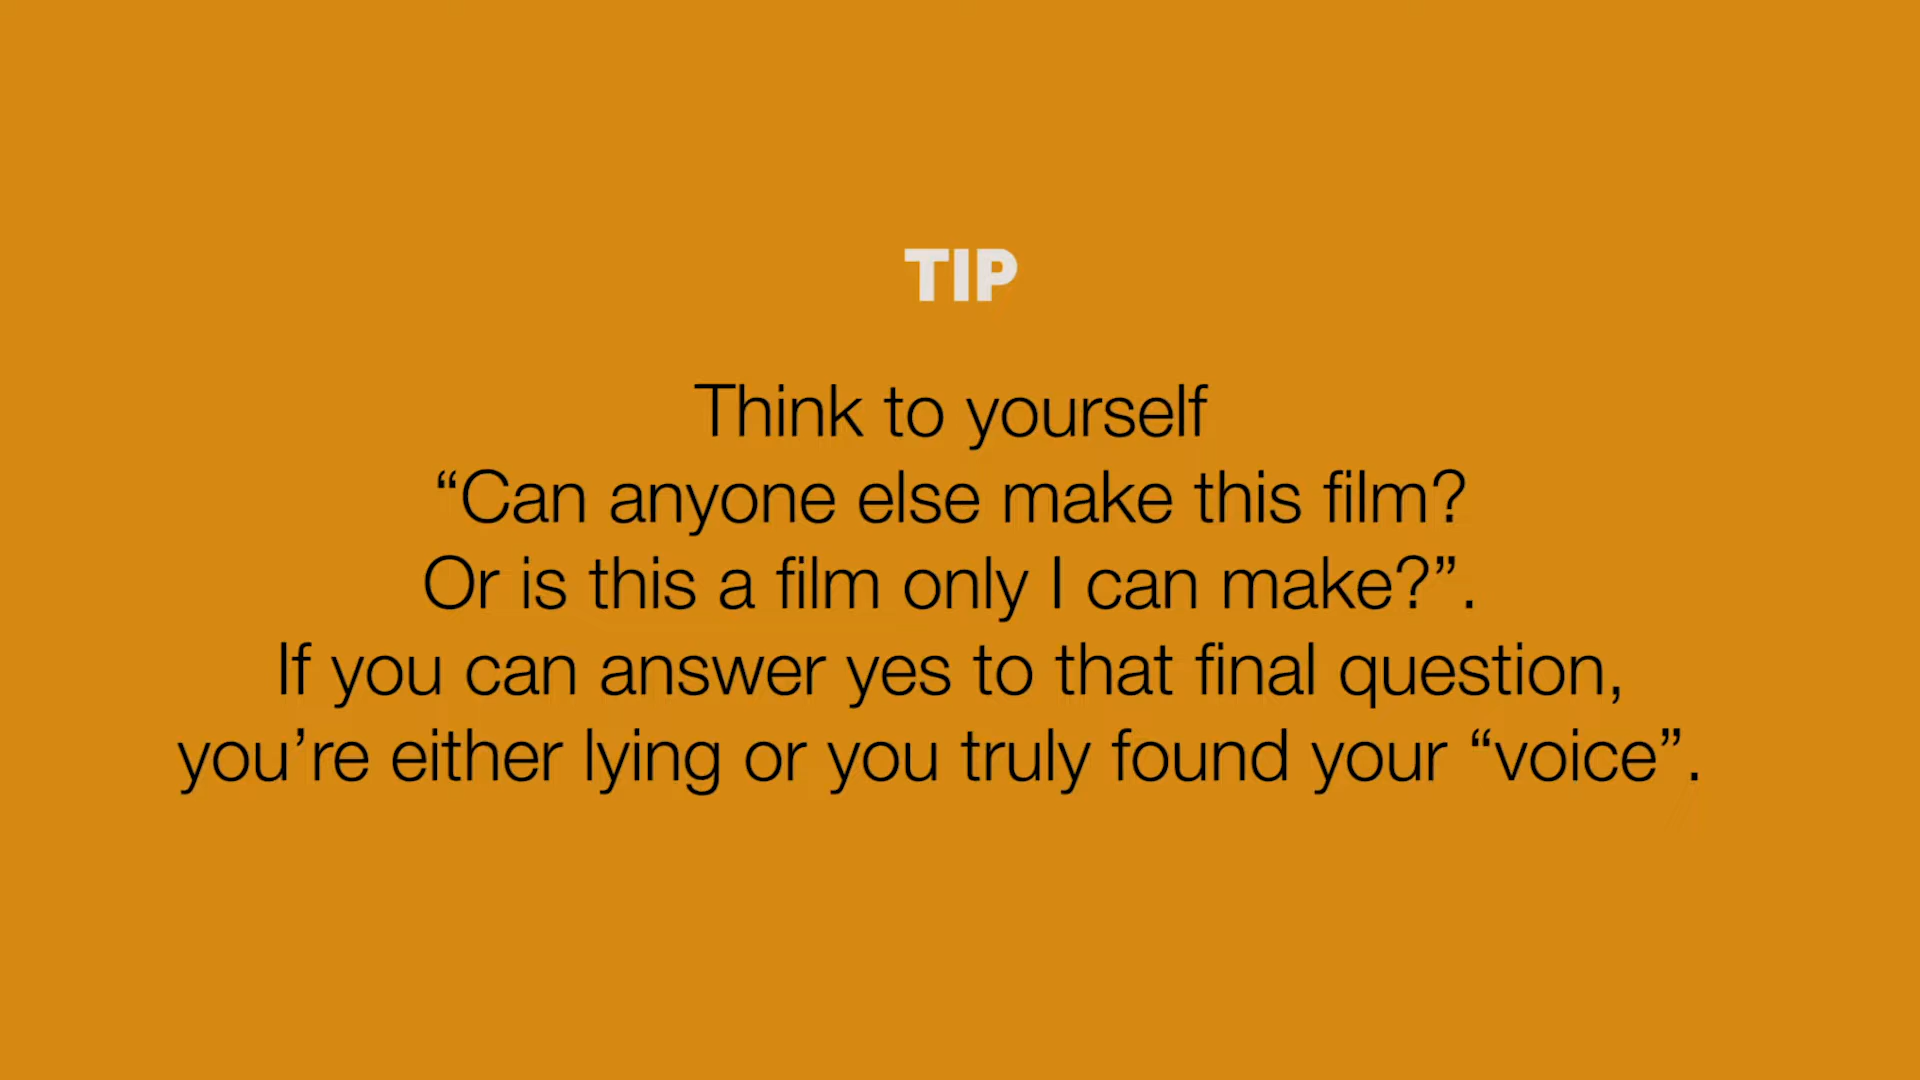 TIP
Think to yourself
“Can anyone else make this film?
Or is this a film only I can make?”.
If you can answer yes to that final question,
you’re either lying or you truly found your “voice”.